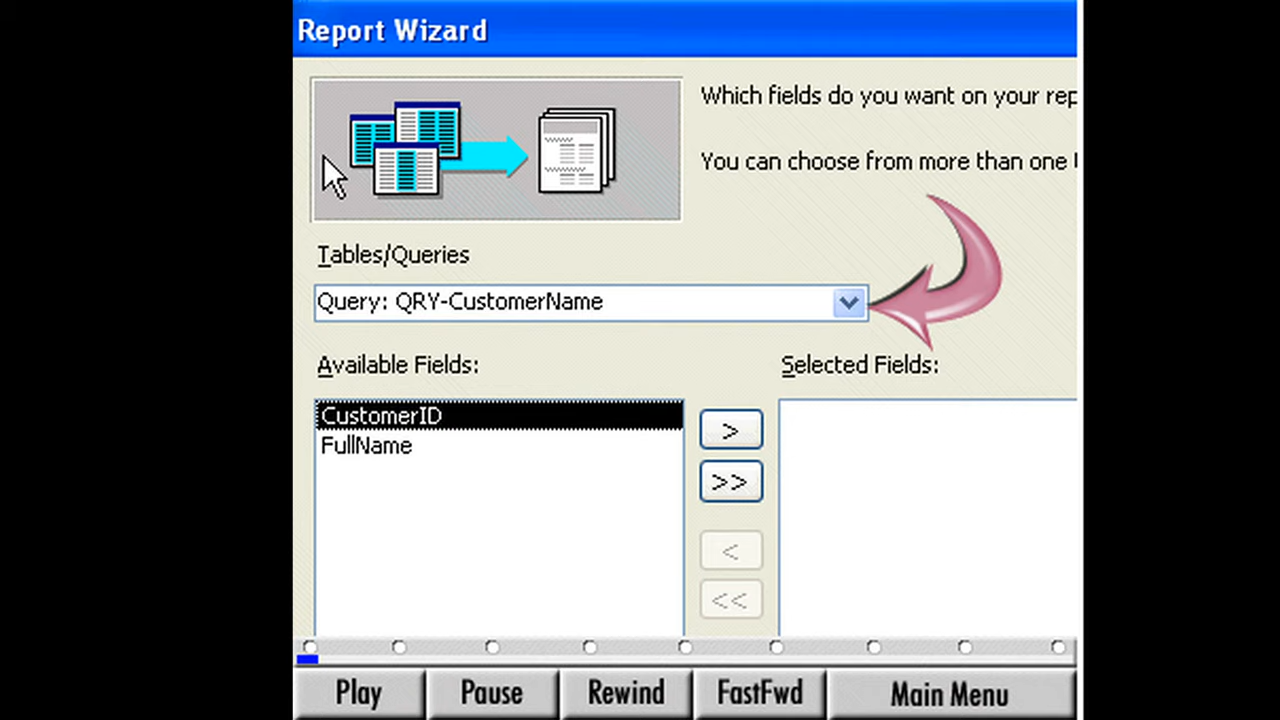 Report Wizard
Which fields do you want on your rep
You can choose from more than one
Tables/Queries
Query: QRY-CustomerName
Available Fields:
Selected Fields:
CustomerID
FullName
>
>>
<
<<
Play
Pause
Rewind
FastFwd
Main Menu